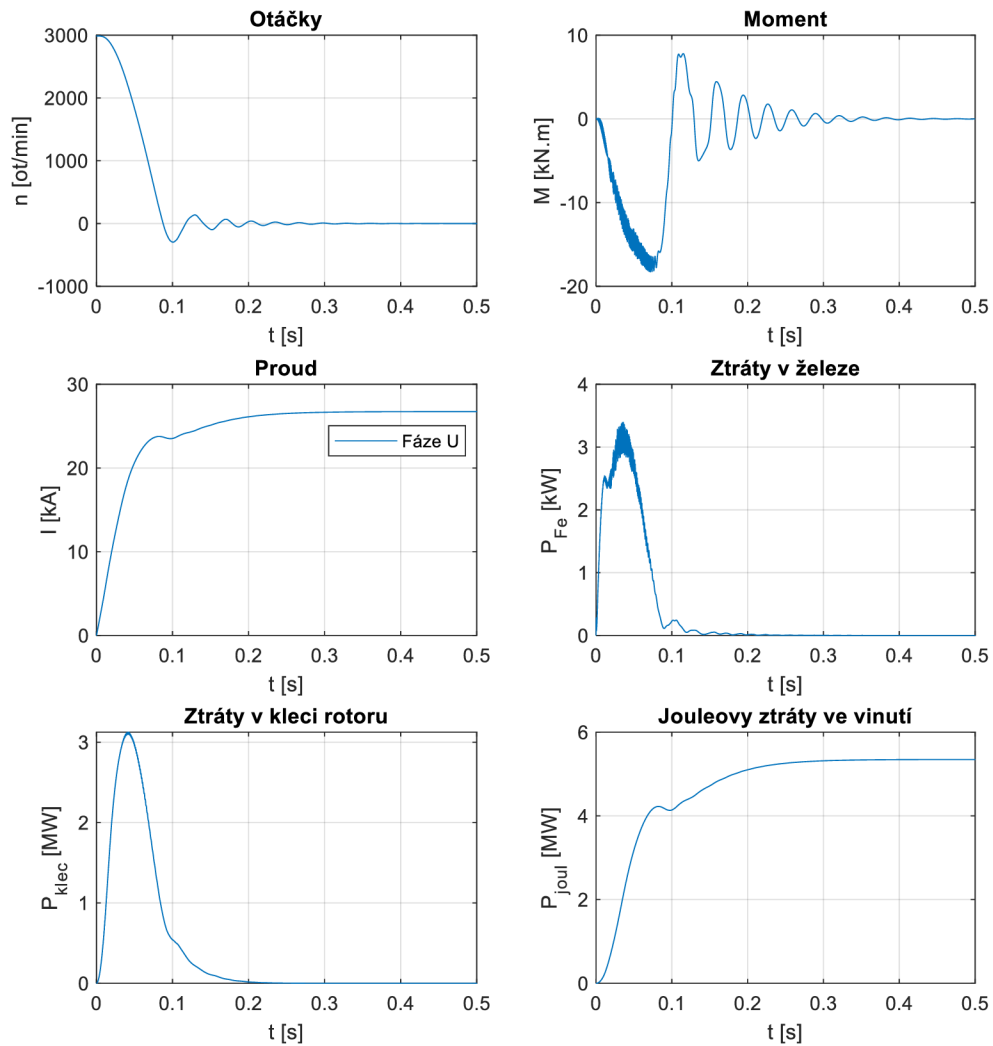 Otáčky
n [ot/min]
3000
2000
1000
0
-1000
0 0.1 0.2 0.3 0.4 0.5
t [s]
Moment
M [kN.m]
10
0
-10
-20
0 0.1 0.2 0.3 0.4 0.5
t [s]
Proud
I [kA]
30
20
10
0
Fáze U
0 0.1 0.2 0.3 0.4 0.5
t [s]
Ztráty v železe
P_Fe [kW]
4
3
2
1
0
0 0.1 0.2 0.3 0.4 0.5
t [s]
Ztráty v kleci rotoru
P_klec [MW]
3
2
1
0
0 0.1 0.2 0.3 0.4 0.5
t [s]
Jouleovy ztráty ve vinutí
P_joul [MW]
6
4
2
0
0 0.1 0.2 0.3 0.4 0.5
t [s]